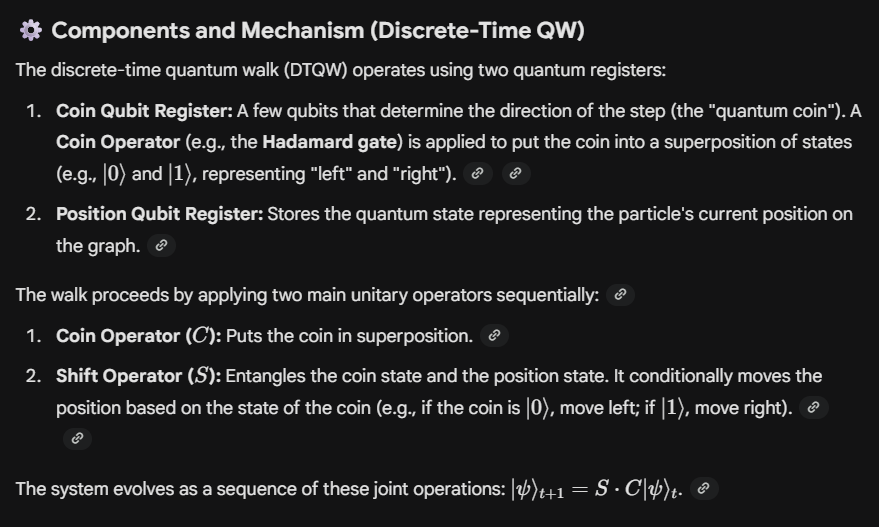 ⚙️ Components and Mechanism (Discrete-Time QW)
The discrete-time quantum walk (DTQW) operates using two quantum registers:
1. Coin Qubit Register: A few qubits that determine the direction of the step (the "quantum coin"). A
Coin Operator (e.g., the Hadamard gate) is applied to put the coin into a superposition of states
(e.g., |0⟩ and |1⟩, representing "left" and "right").
2. Position Qubit Register: Stores the quantum state representing the particle's current position on
the graph.
The walk proceeds by applying two main unitary operators sequentially:
1. Coin Operator (C): Puts the coin in superposition.
2. Shift Operator (S): Entangles the coin state and the position state. It conditionally moves the
position based on the state of the coin (e.g., if the coin is |0⟩, move left; if |1⟩, move right).
The system evolves as a sequence of these joint operations: |ψ⟩ₜ₊₁ = S · C|ψ⟩ₜ.